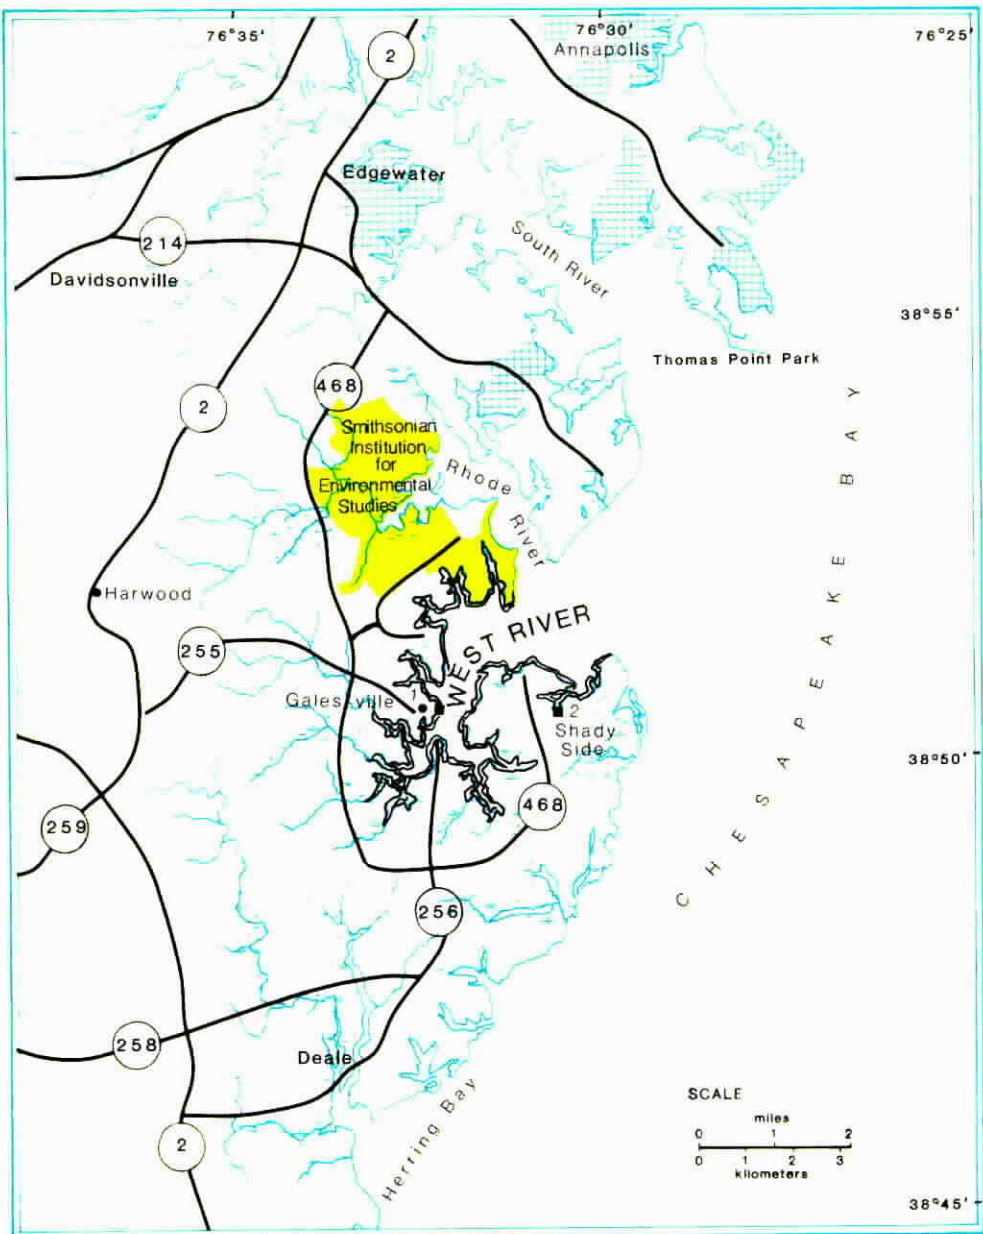 76°35'
76°30'
76°25'
Annapolis
2
Edgewater
South River
214
Davidsonville
38°55'
Thomas Point Park
468
2
Smithsonian
Institution
for
Environmental
Studies
Rhode
River
CHESAPEAKE BAY
Harwood
WEST RIVER
255
Galesville
1
2
Shady
Side
38°50'
468
259
256
258
Deale
Herring Bay
2
SCALE
miles
0 1 2
0 1 2 3
kilometers
38°45'